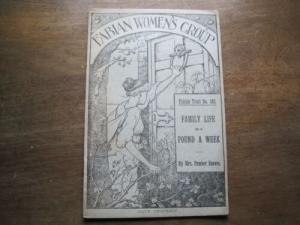 FABIAN WOMEN'S GROUP
Fabian Tract No. 162.
FAMILY LIFE
ON A
POUND A WEEK
By Mrs. Pember Reeves.